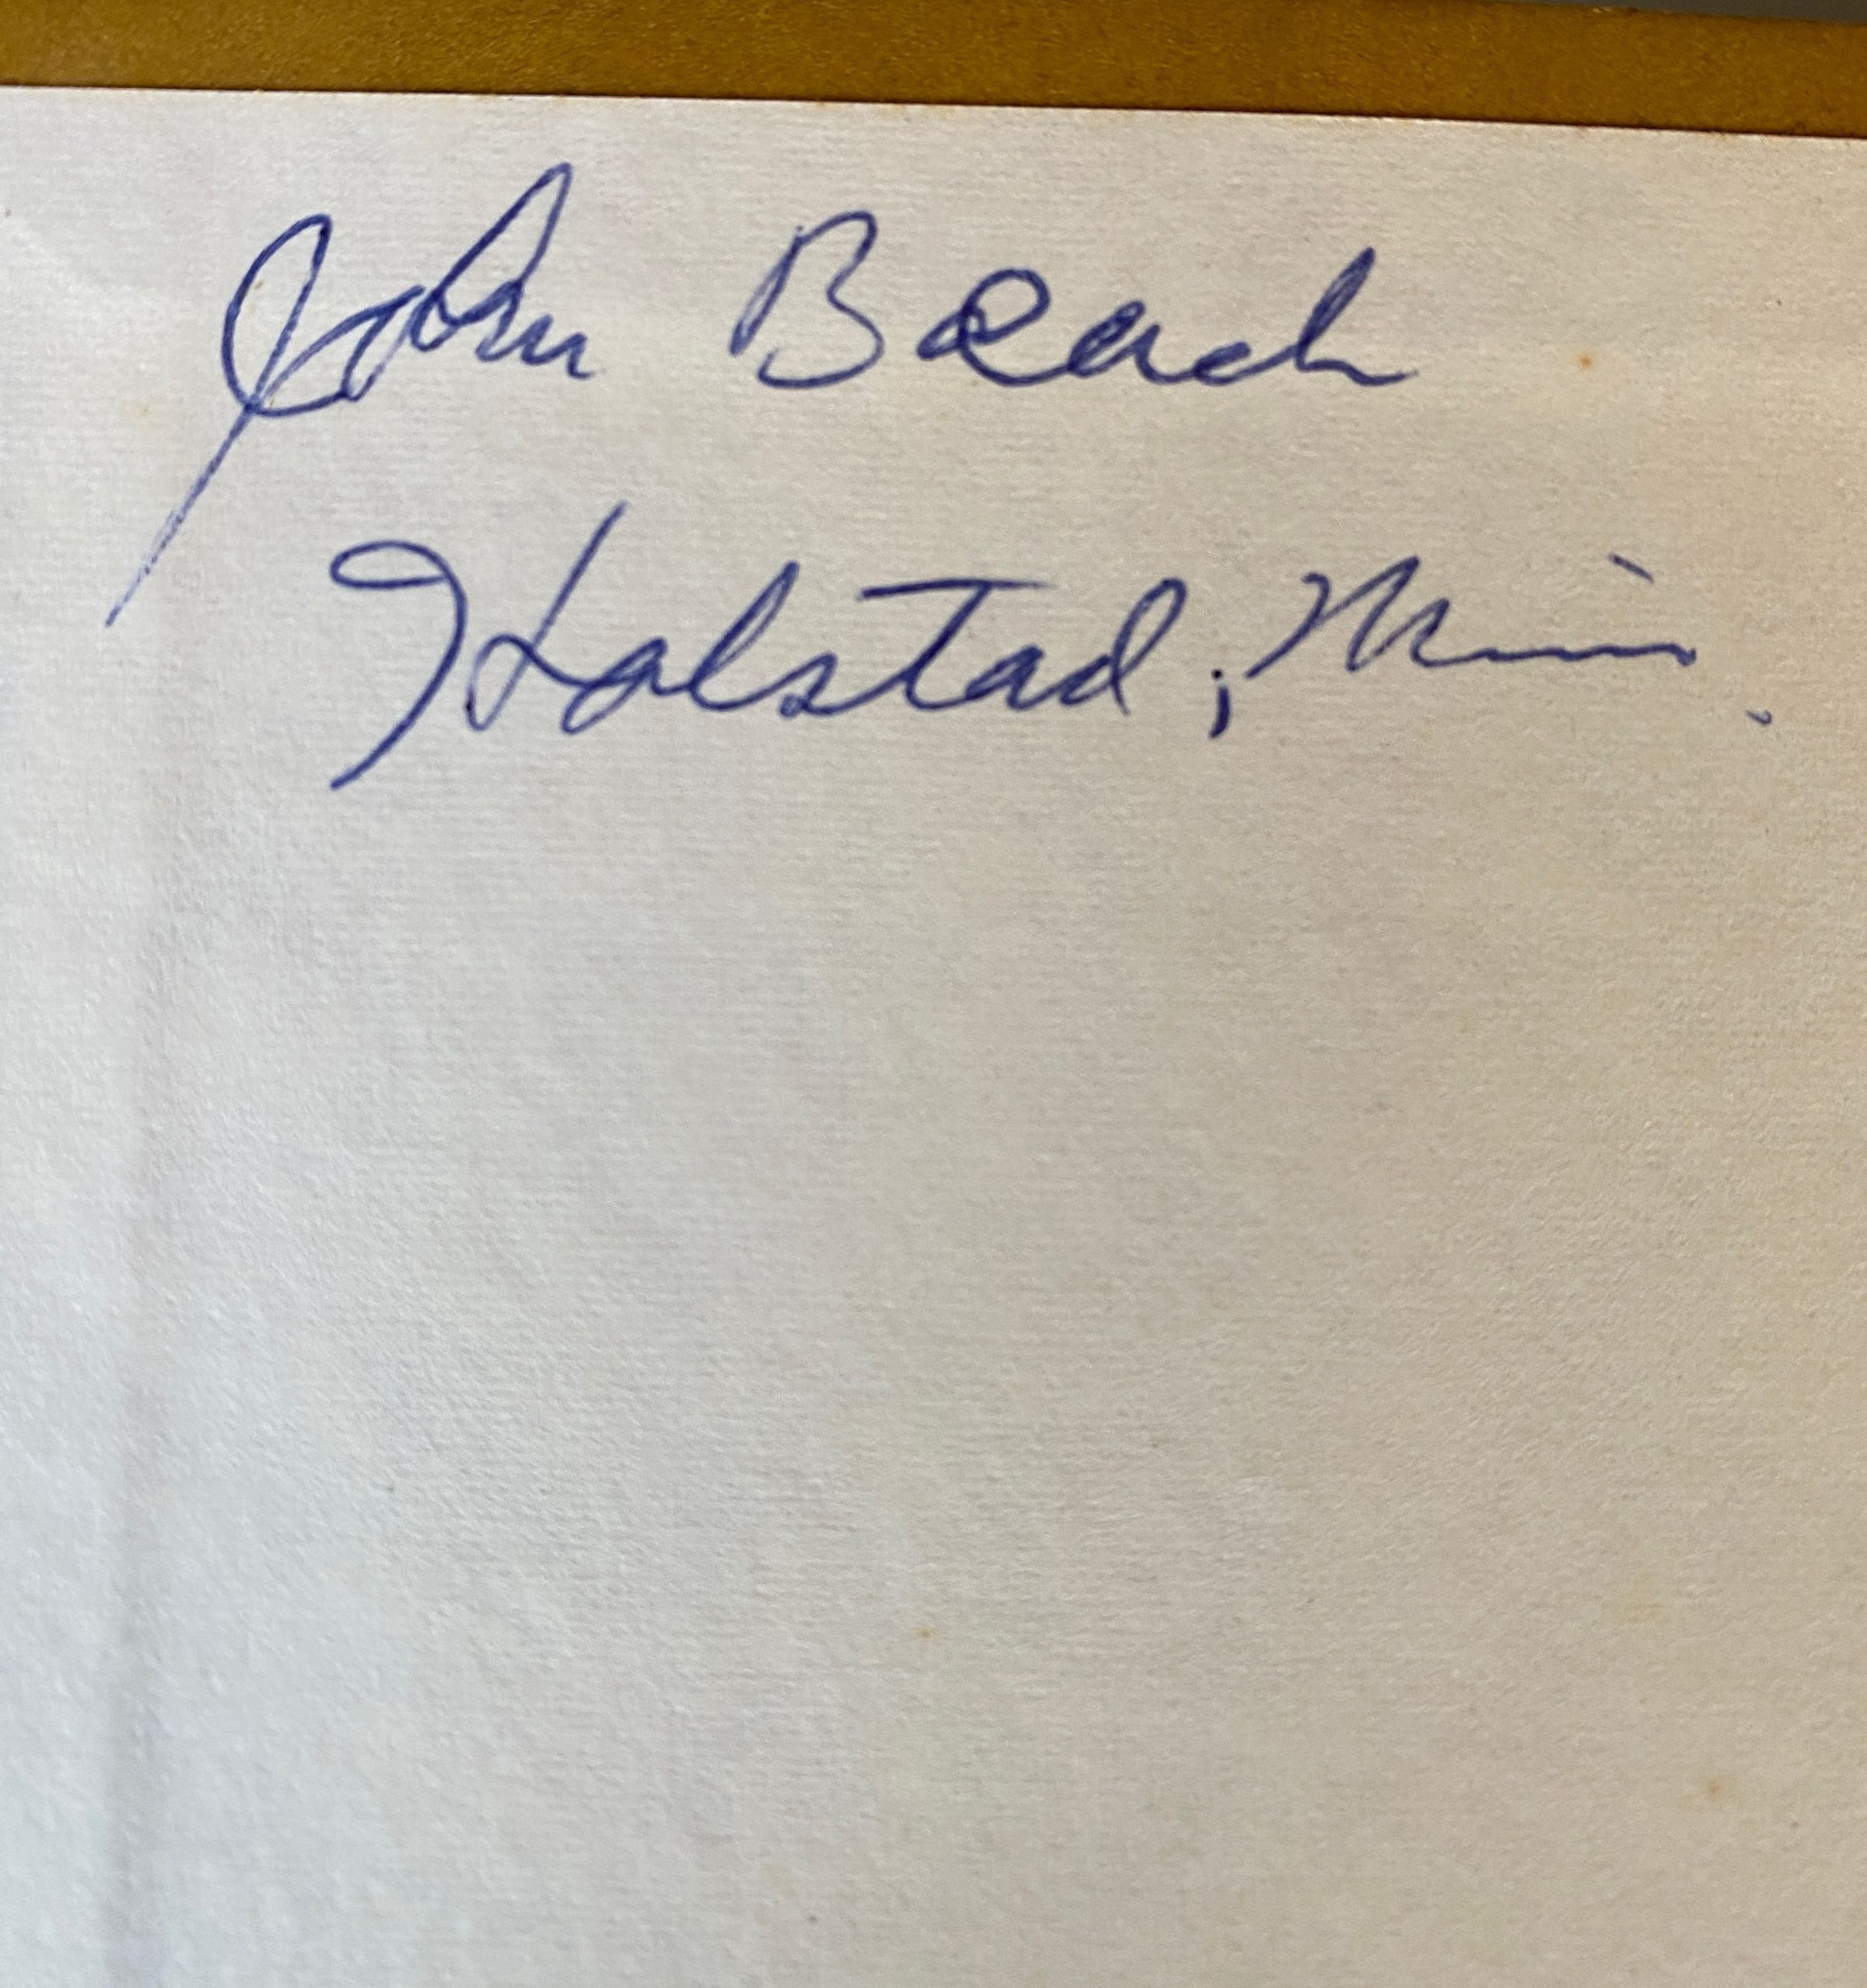 John Beach
Halstad, Minn.